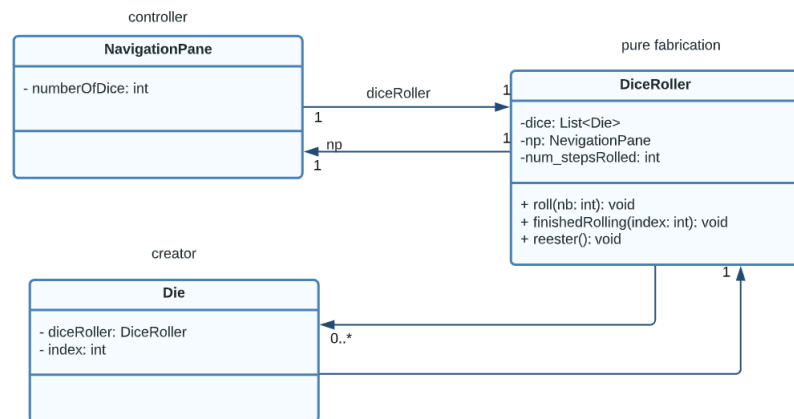 controller
NavigationPane
- numberOfDice: int
diceRoller
1
1
np
1
1
pure fabrication
DiceRoller
-dice: List<Die>
-np: NevigationPane
-num_stepsRolled: int
+ roll(nb: int): void
+ finishedRolling(index: int): void
+ reester(): void
creator
Die
- diceRoller: DiceRoller
- index: int
0..*
1